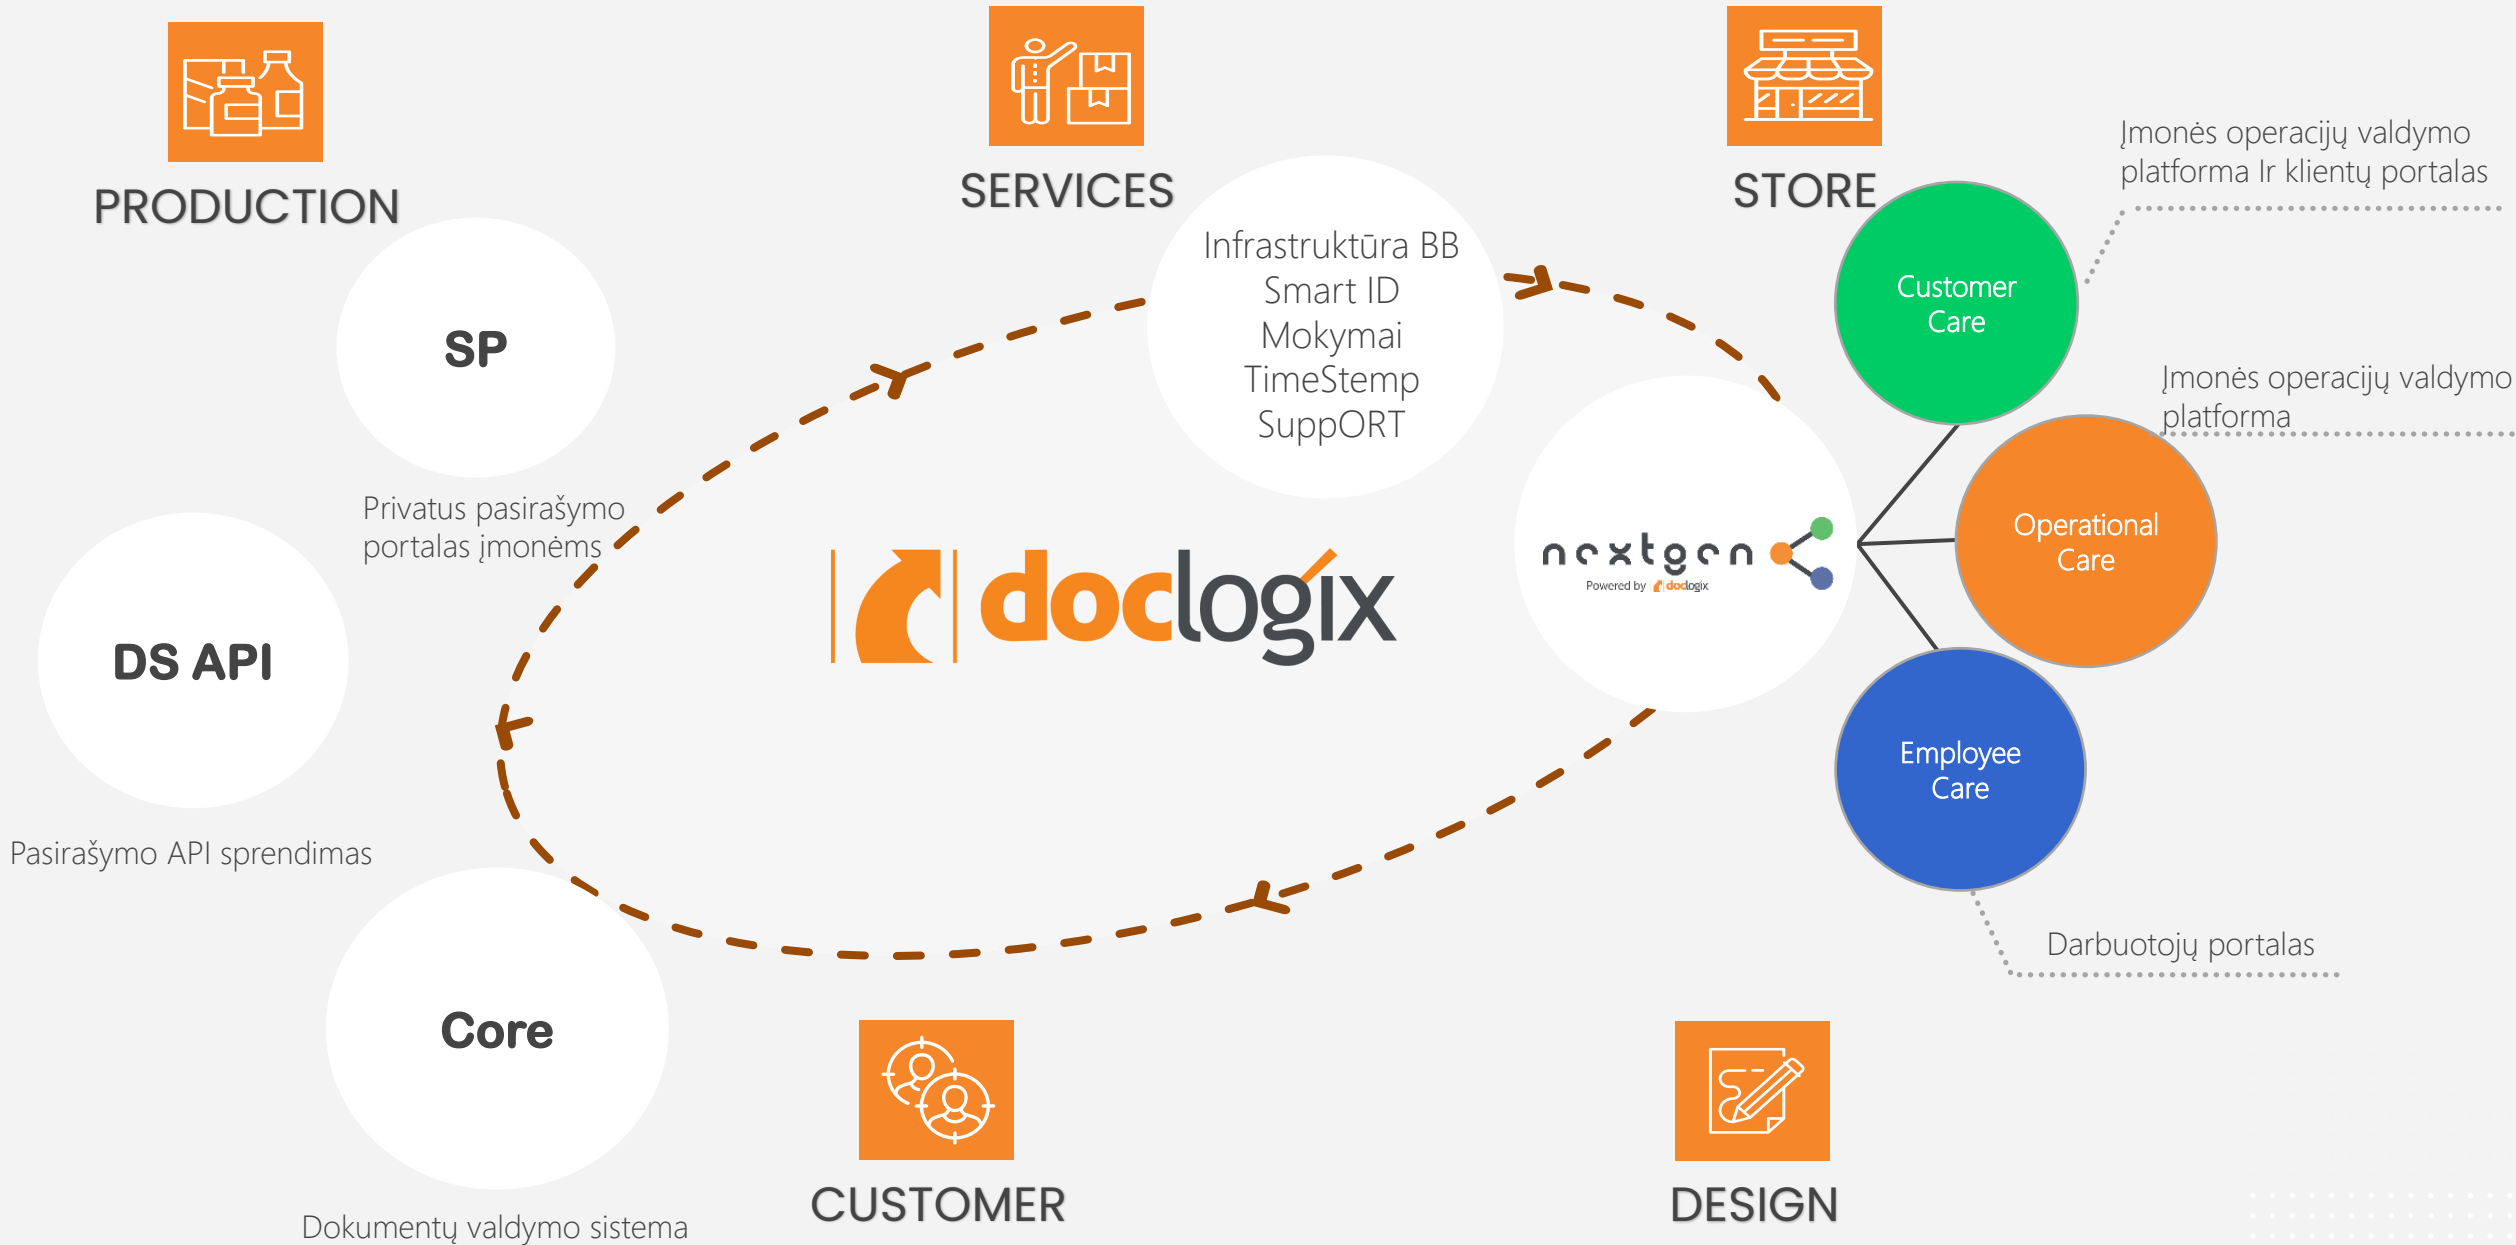 PRODUCTION
SERVICES
STORE
Įmonės operacijų valdymo
platforma Ir klientų portalas
Infrastruktūra BB
Smart ID
Mokymai
TimeStemp
SuppORT
Customer
Care
SP
Įmonės operacijų valdymo
platforma
Privatus pasirašymo
portalas įmonėms
doclogix
nextgen
Powered by doclogix
Operational
Care
DS API
Employee
Care
Pasirašymo API sprendimas
Darbuotojų portalas
Core
CUSTOMER
DESIGN
Dokumentų valdymo sistema